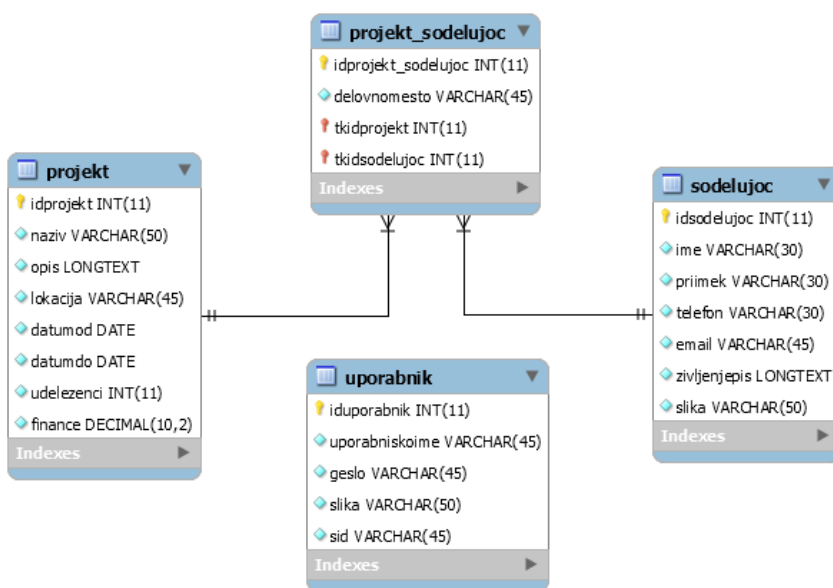 projekt_sodelujoc
idprojekt_sodelujoc INT(11)
delovnomesto VARCHAR(45)
tkidprojekt INT(11)
tkidsodelujoc INT(11)
Indexes
projekt
idprojekt INT(11)
naziv VARCHAR(50)
opis LONGTEXT
lokacija VARCHAR(45)
datumod DATE
datumdo DATE
udelezenci INT(11)
finance DECIMAL(10,2)
Indexes
sodelujoc
idsodelujoc INT(11)
ime VARCHAR(30)
priimek VARCHAR(30)
telefon VARCHAR(30)
email VARCHAR(45)
zivljenjepis LONGTEXT
slika VARCHAR(50)
Indexes
uporabnik
iduporabnik INT(11)
uporabniskoime VARCHAR(45)
geslo VARCHAR(45)
slika VARCHAR(50)
sid VARCHAR(45)
Indexes